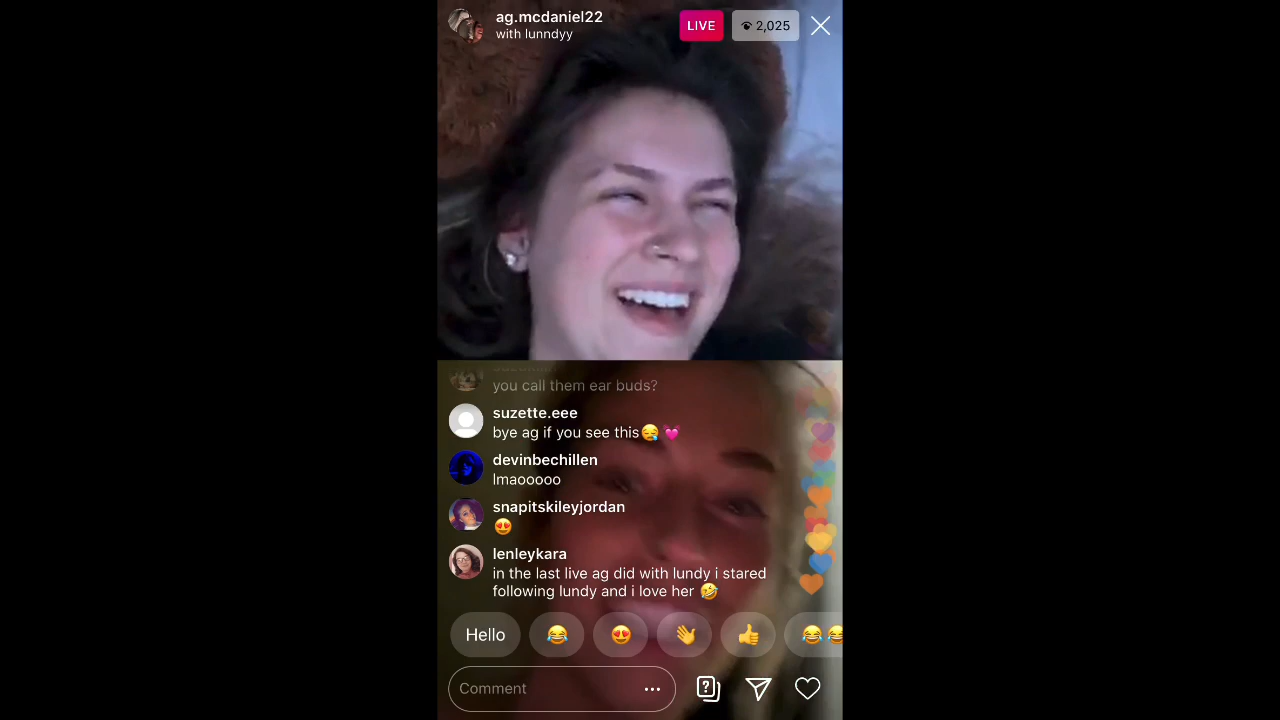 ag.mcdaniel22
with lunndyy
LIVE
2,025
you call them ear buds?
suzette.eee
bye ag if you see this😪💓
devinbechillen
lmaooooo
snapitskileyjordan
😍
lenleykara
in the last live ag did with lundy i stared
following lundy and i love her 🤣
Hello 😂 😍 👋 👍 😂😂
Comment